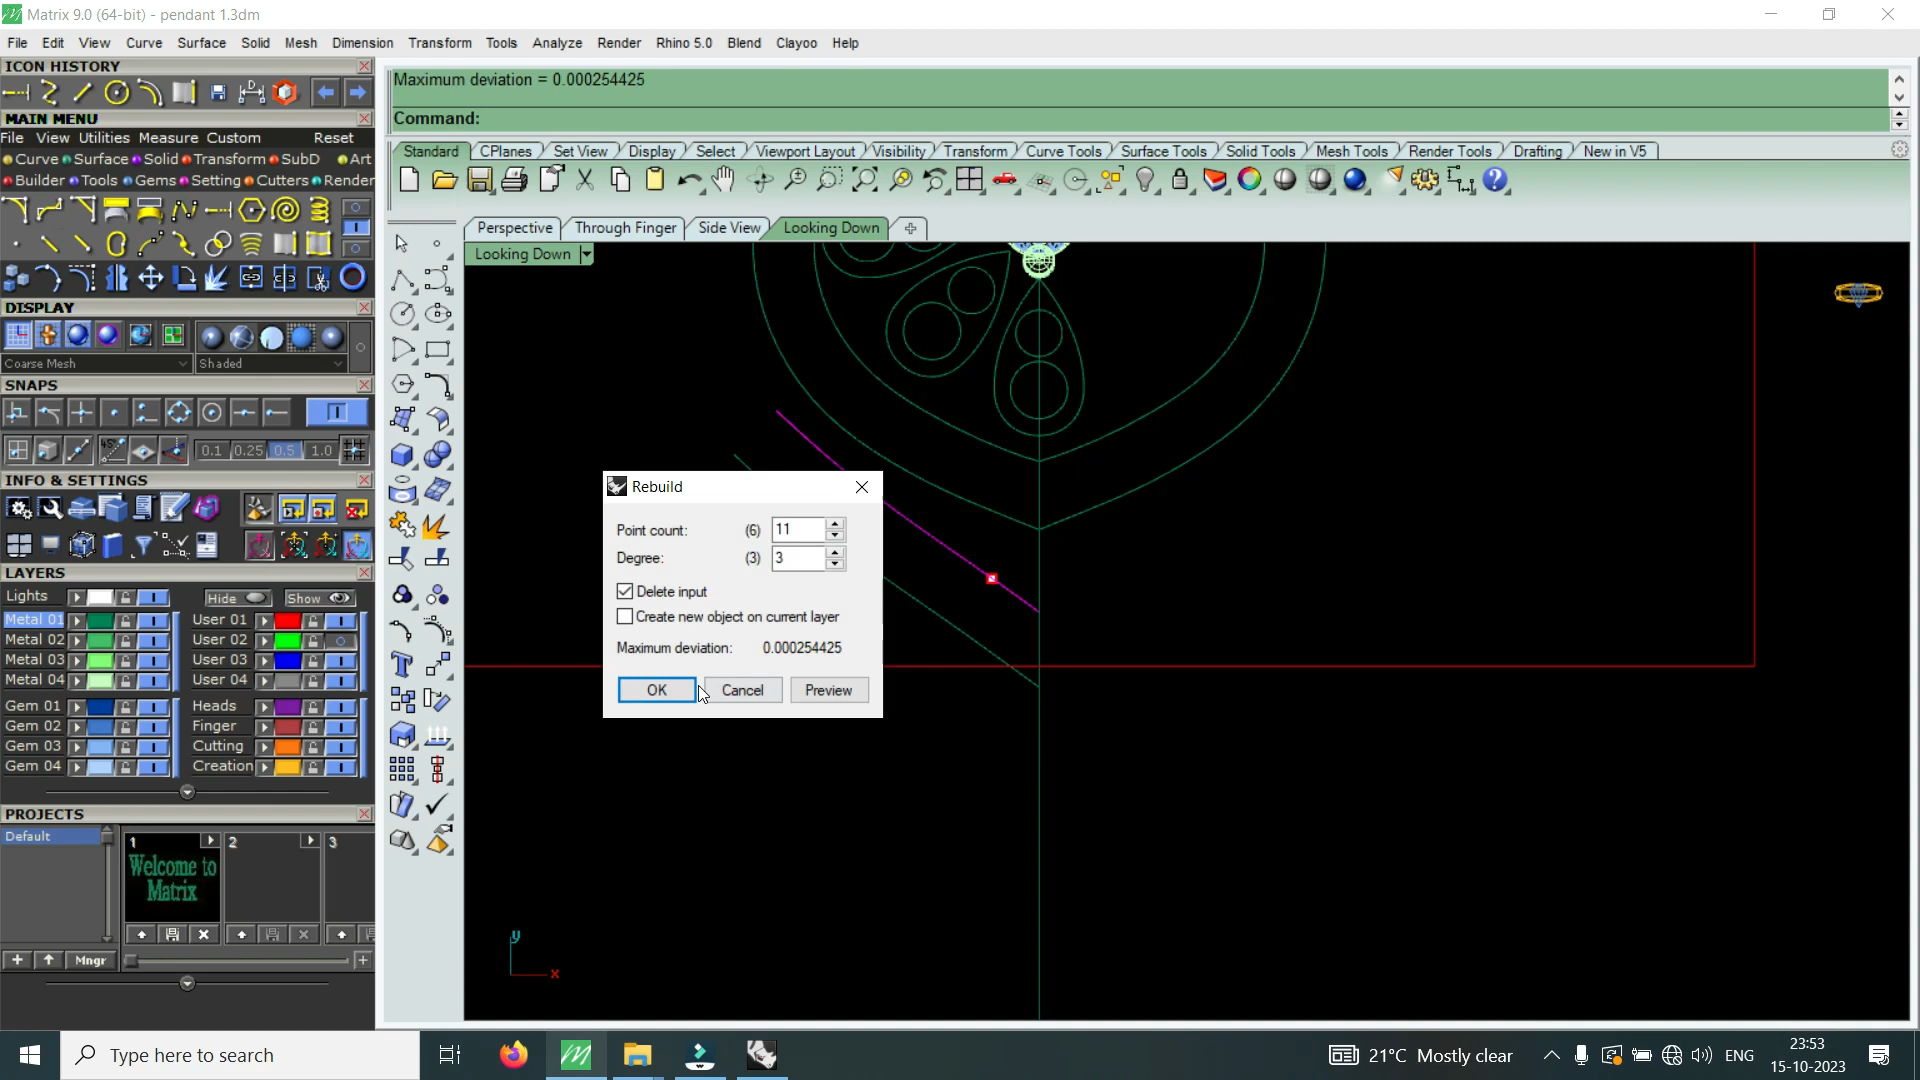 Matrix 9.0 (64-bit) - pendant 1.3dm
File Edit View Curve Surface Solid Mesh Dimension Transform Tools Analyze Render Rhino 5.0 Blend Clayoo Help
ICON HISTORY
Maximum deviation = 0.000254425
Command:
MAIN MENU
File View Utilities Measure Custom Reset
Curve Surface Solid Transform SubD Art
Builder Tools Gems Setting Cutters Render
Standard CPlanes Set View Display Select Viewport Layout Visibility Transform Curve Tools Surface Tools Solid Tools Mesh Tools Render Tools Drafting New in V5
Perspective Through Finger Side View Looking Down
Looking Down
DISPLAY
Coarse Mesh Shaded
SNAPS
0.1 0.25 0.5 1.0
INFO & SETTINGS
LAYERS
Lights Hide Show
Metal 01 User 01
Metal 02 User 02
Metal 03 User 03
Metal 04 User 04
Gem 01 Heads
Gem 02 Finger
Gem 03 Cutting
Gem 04 Creation
PROJECTS
Default
1 2 3
Welcome to
Matrix
Mngr
Rebuild
Point count: (6) 11
Degree: (3) 3
Delete input
Create new object on current layer
Maximum deviation: 0.000254425
OK Cancel Preview
y
x
Type here to search
21°C Mostly clear
ENG
23:53
15-10-2023